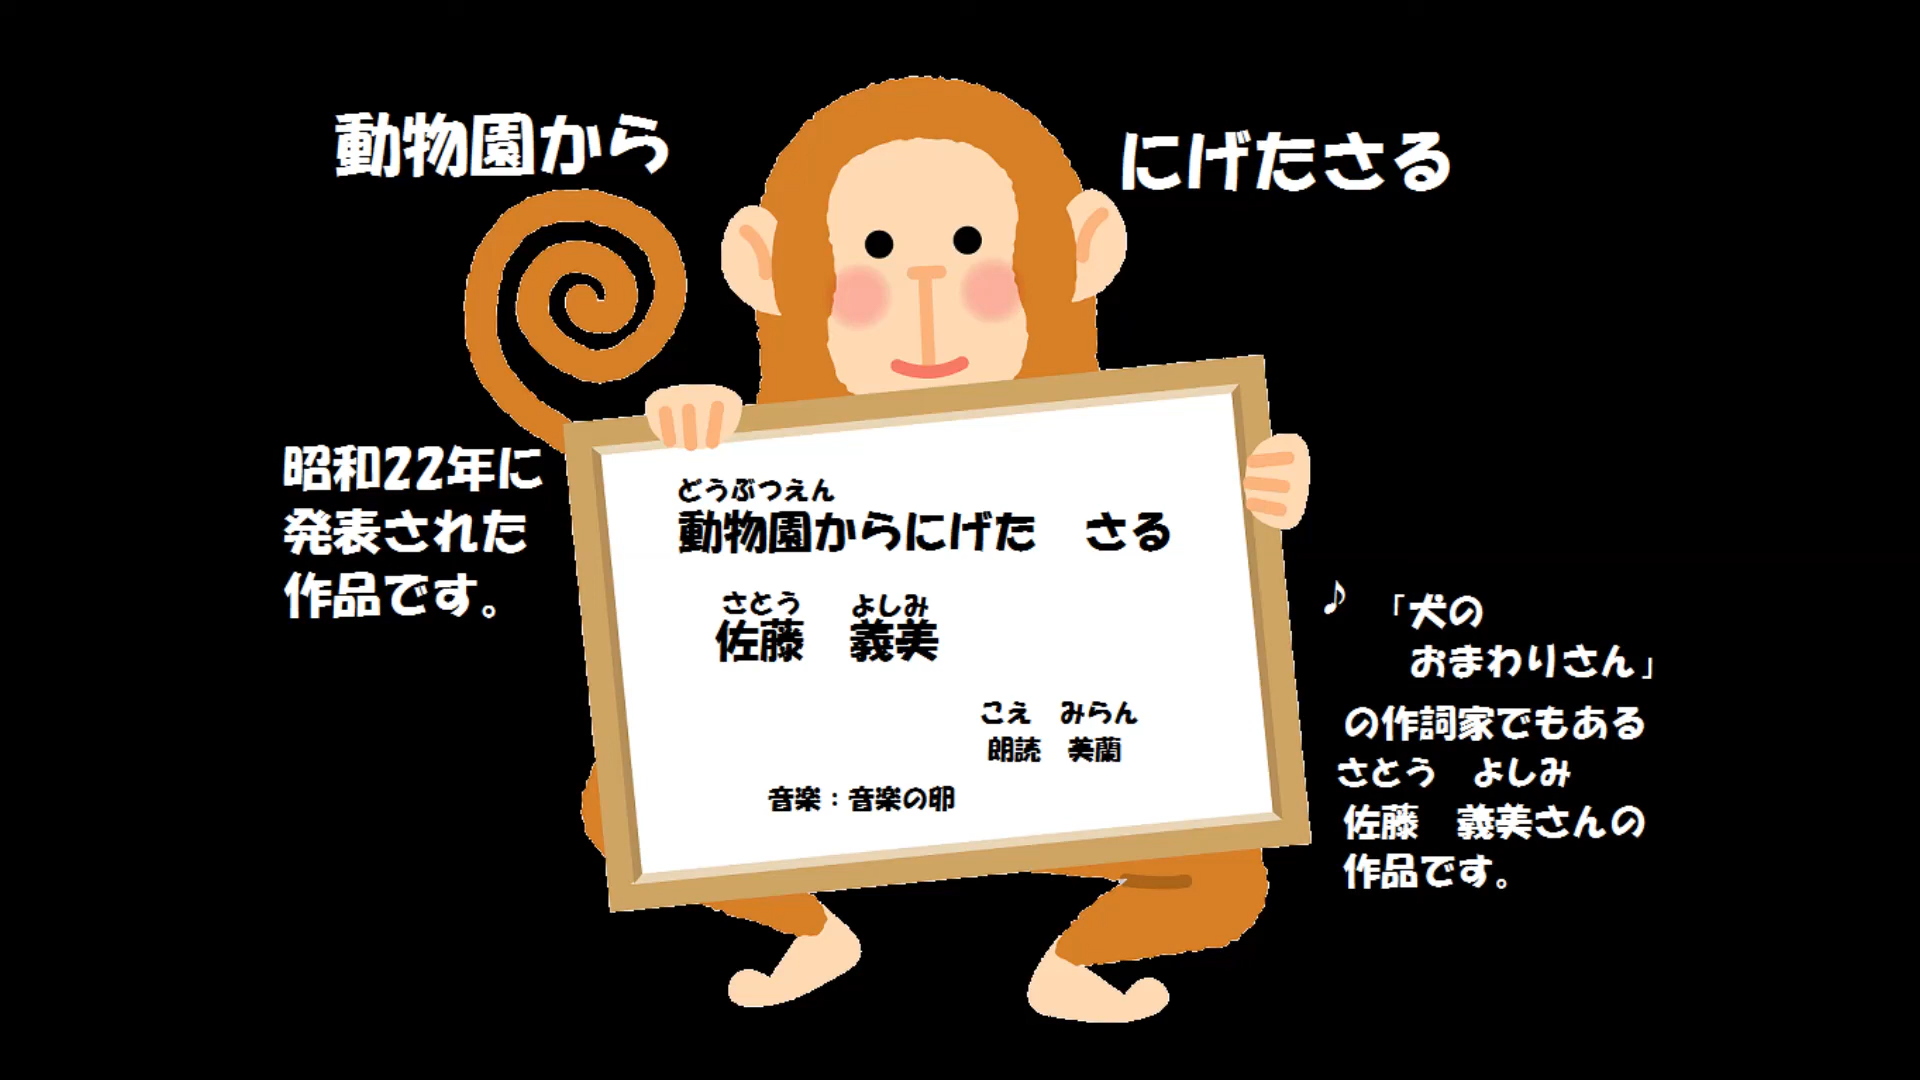 動物園から
にげたさる
昭和22年に
発表された
作品です。
どうぶつえん
動物園からにげた　さる
さとう　よしみ
佐藤　義美
こえ　みらん
朗読　美蘭
音楽：音楽の卵
♪　「犬の
おまわりさん」
の作詞家でもある
さとう　よしみ
佐藤　義美さんの
作品です。